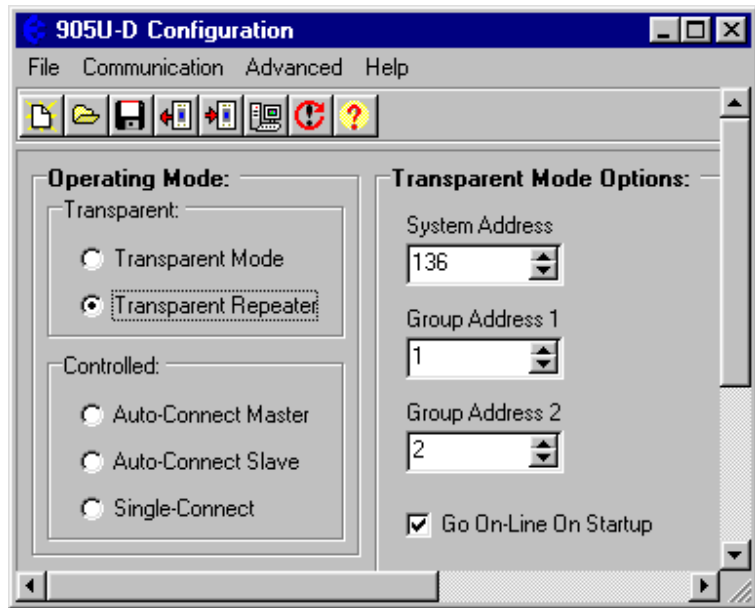 905U-D Configuration
File Communication Advanced Help
Operating Mode:
Transparent:
Transparent Mode
Transparent Repeater
Controlled:
Auto-Connect Master
Auto-Connect Slave
Single-Connect
Transparent Mode Options:
System Address
136
Group Address 1
1
Group Address 2
2
Go On-Line On Startup